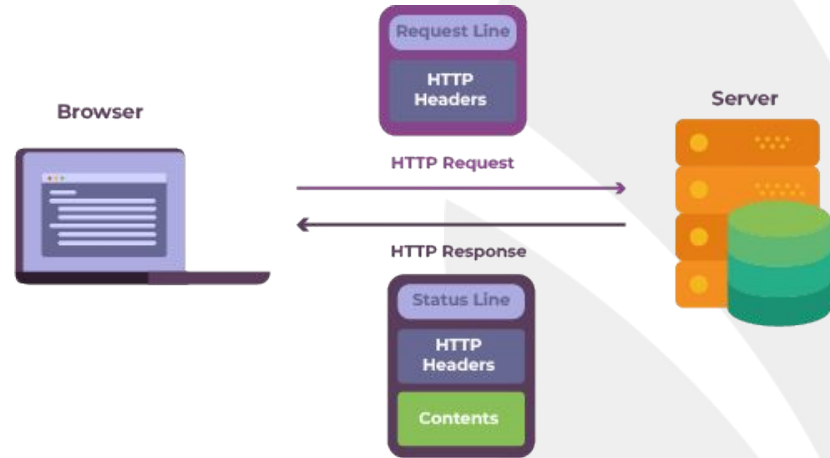 Request Line
HTTP
Headers
Browser
Server
HTTP Request
HTTP Response
Status Line
HTTP
Headers
Contents